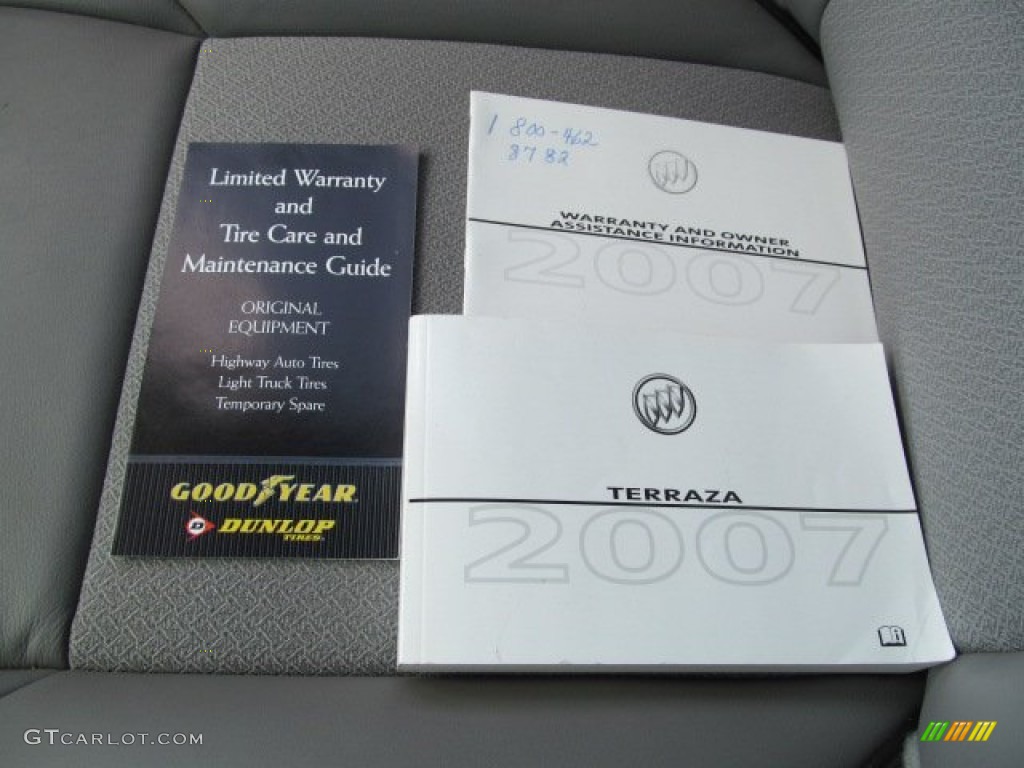 Limited Warranty
and
Tire Care and
Maintenance Guide
ORIGINAL
EQUIPMENT
Highway Auto Tires
Light Truck Tires
Temporary Spare
GOODYEAR
D DUNLOP
TIRES
1 800-462
8782
WARRANTY AND OWNER
ASSISTANCE INFORMATION
2007
TERRAZA
2007
i
GTCARLOT.COM